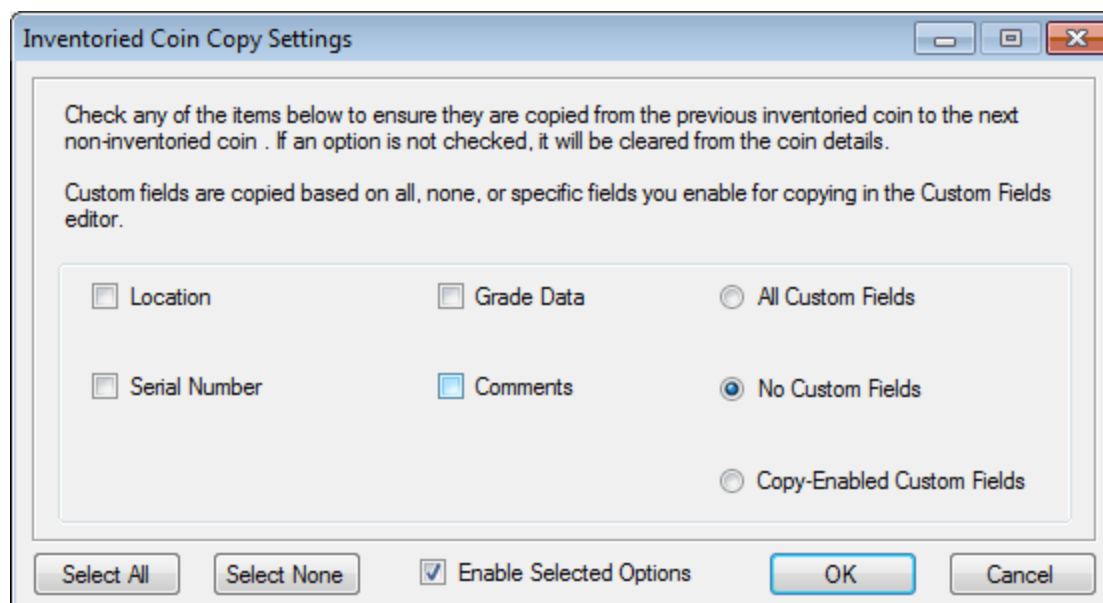 Inventoried Coin Copy Settings
Check any of the items below to ensure they are copied from the previous inventoried coin to the next
non-inventoried coin . If an option is not checked, it will be cleared from the coin details.
Custom fields are copied based on all, none, or specific fields you enable for copying in the Custom Fields
editor.
Location Grade Data All Custom Fields
Serial Number Comments No Custom Fields
Copy-Enabled Custom Fields
Select All Select None Enable Selected Options OK Cancel